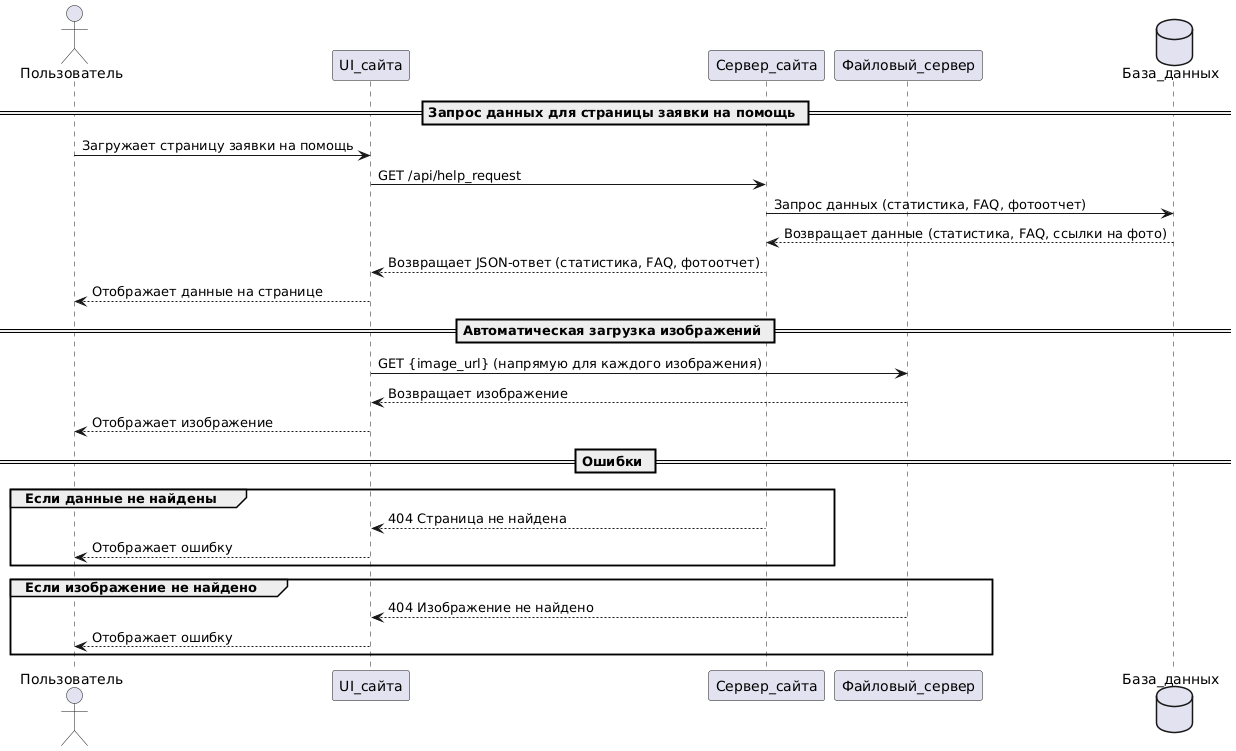 Пользователь
UI_сайта
Сервер_сайта
Файловый_сервер
База_данных
Запрос данных для страницы заявки на помощь
Загружает страницу заявки на помощь
GET /api/help_request
Запрос данных (статистика, FAQ, фотоотчет)
Возвращает данные (статистика, FAQ, ссылки на фото)
Возвращает JSON-ответ (статистика, FAQ, фотоотчет)
Отображает данные на странице
Автоматическая загрузка изображений
GET {image_url} (напрямую для каждого изображения)
Возвращает изображение
Отображает изображение
Ошибки
Если данные не найдены
404 Страница не найдена
Отображает ошибку
Если изображение не найдено
404 Изображение не найдено
Отображает ошибку
Пользователь
UI_сайта
Сервер_сайта
Файловый_сервер
База_данных